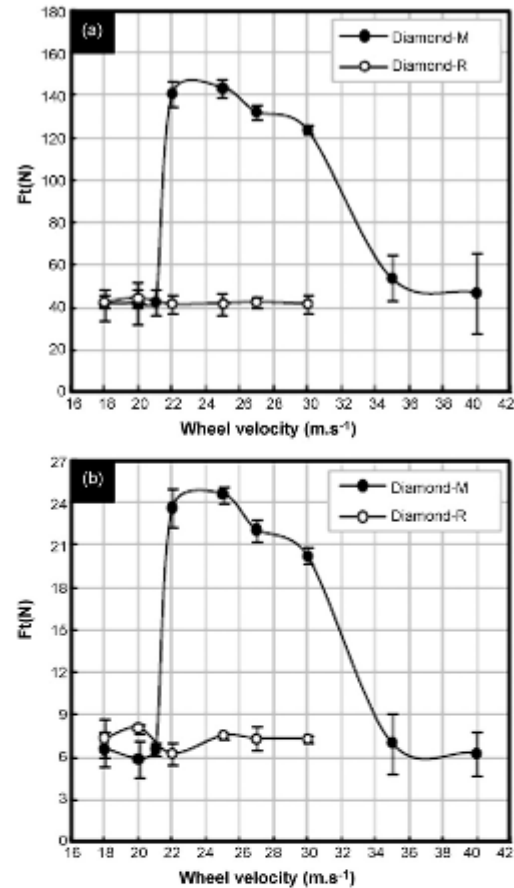 (a)
Diamond-M
Diamond-R
180
160
140
120
100
80
60
40
20
0
Ft(N)
16 18 20 22 24 26 28 30 32 34 36 38 40 42
Wheel velocity (m.s-1)
(b)
Diamond-M
Diamond-R
27
24
21
18
15
12
9
6
3
0
Ft(N)
16 18 20 22 24 26 28 30 32 34 36 38 40 42
Wheel velocity (m.s-1)